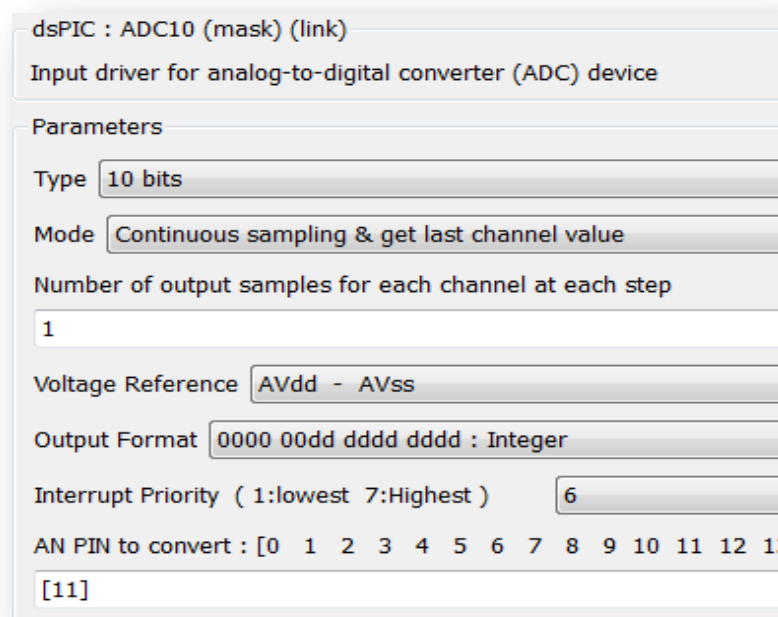 dsPIC : ADC10 (mask) (link)
Input driver for analog-to-digital converter (ADC) device
Parameters
Type 10 bits
Mode Continuous sampling & get last channel value
Number of output samples for each channel at each step
1
Voltage Reference AVdd - AVss
Output Format 0000 00dd dddd dddd : Integer
Interrupt Priority ( 1:lowest 7:Highest ) 6
AN PIN to convert : [0 1 2 3 4 5 6 7 8 9 10 11 12
[11]